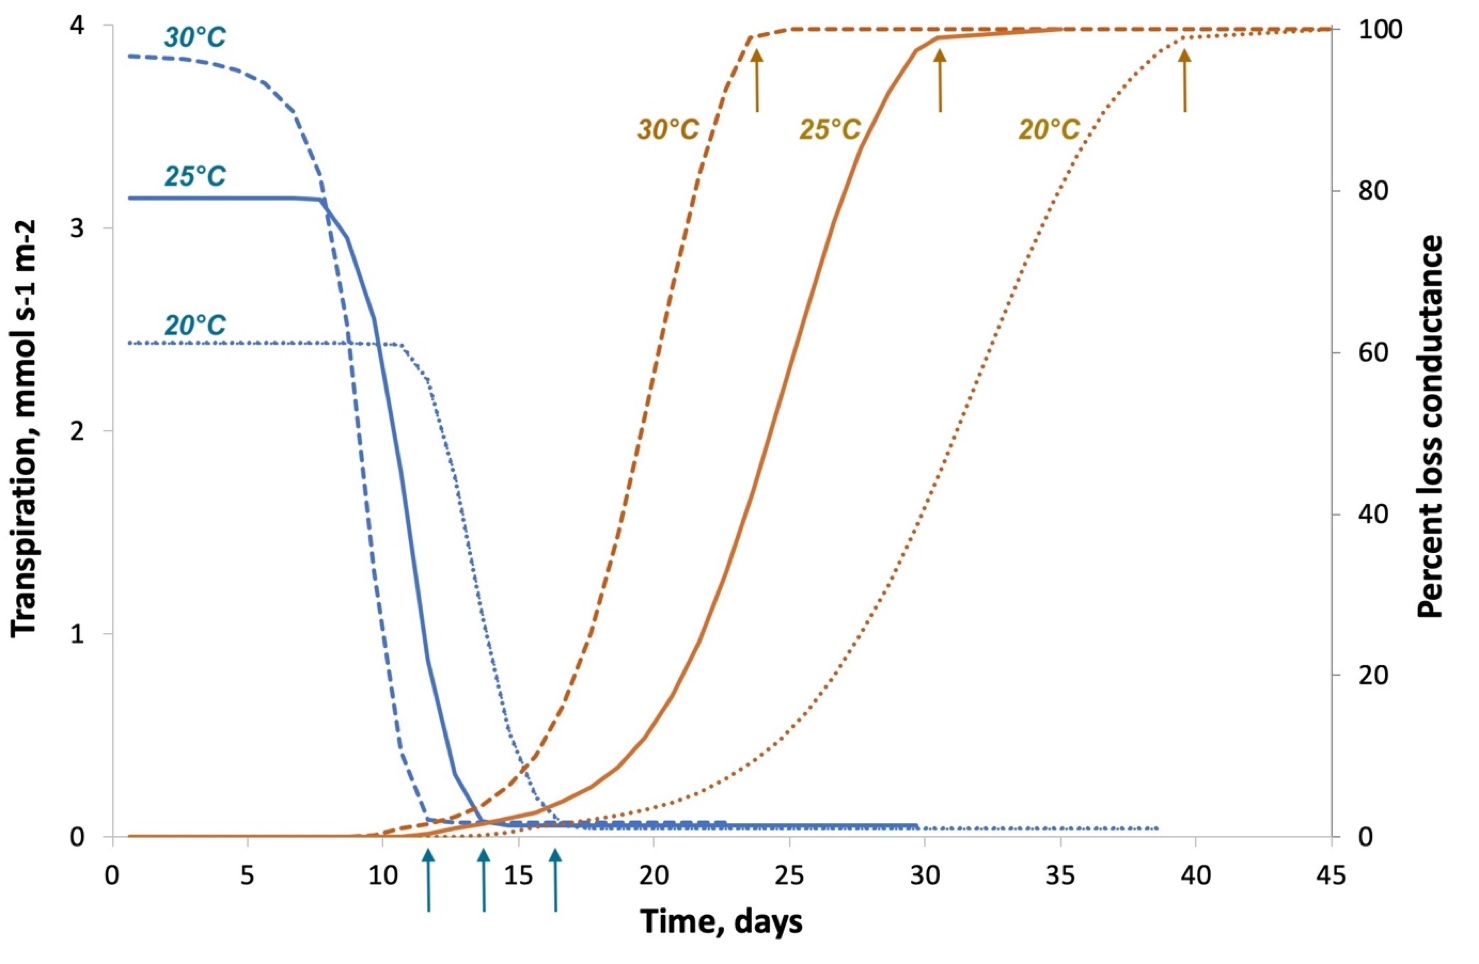 4
3
2
1
0
Transpiration, mmol s-1 m-2
30°C
25°C
20°C
30°C
25°C
20°C
100
80
60
40
20
0
Percent loss conductance
0 5 10 15 20 25 30 35 40 45
Time, days